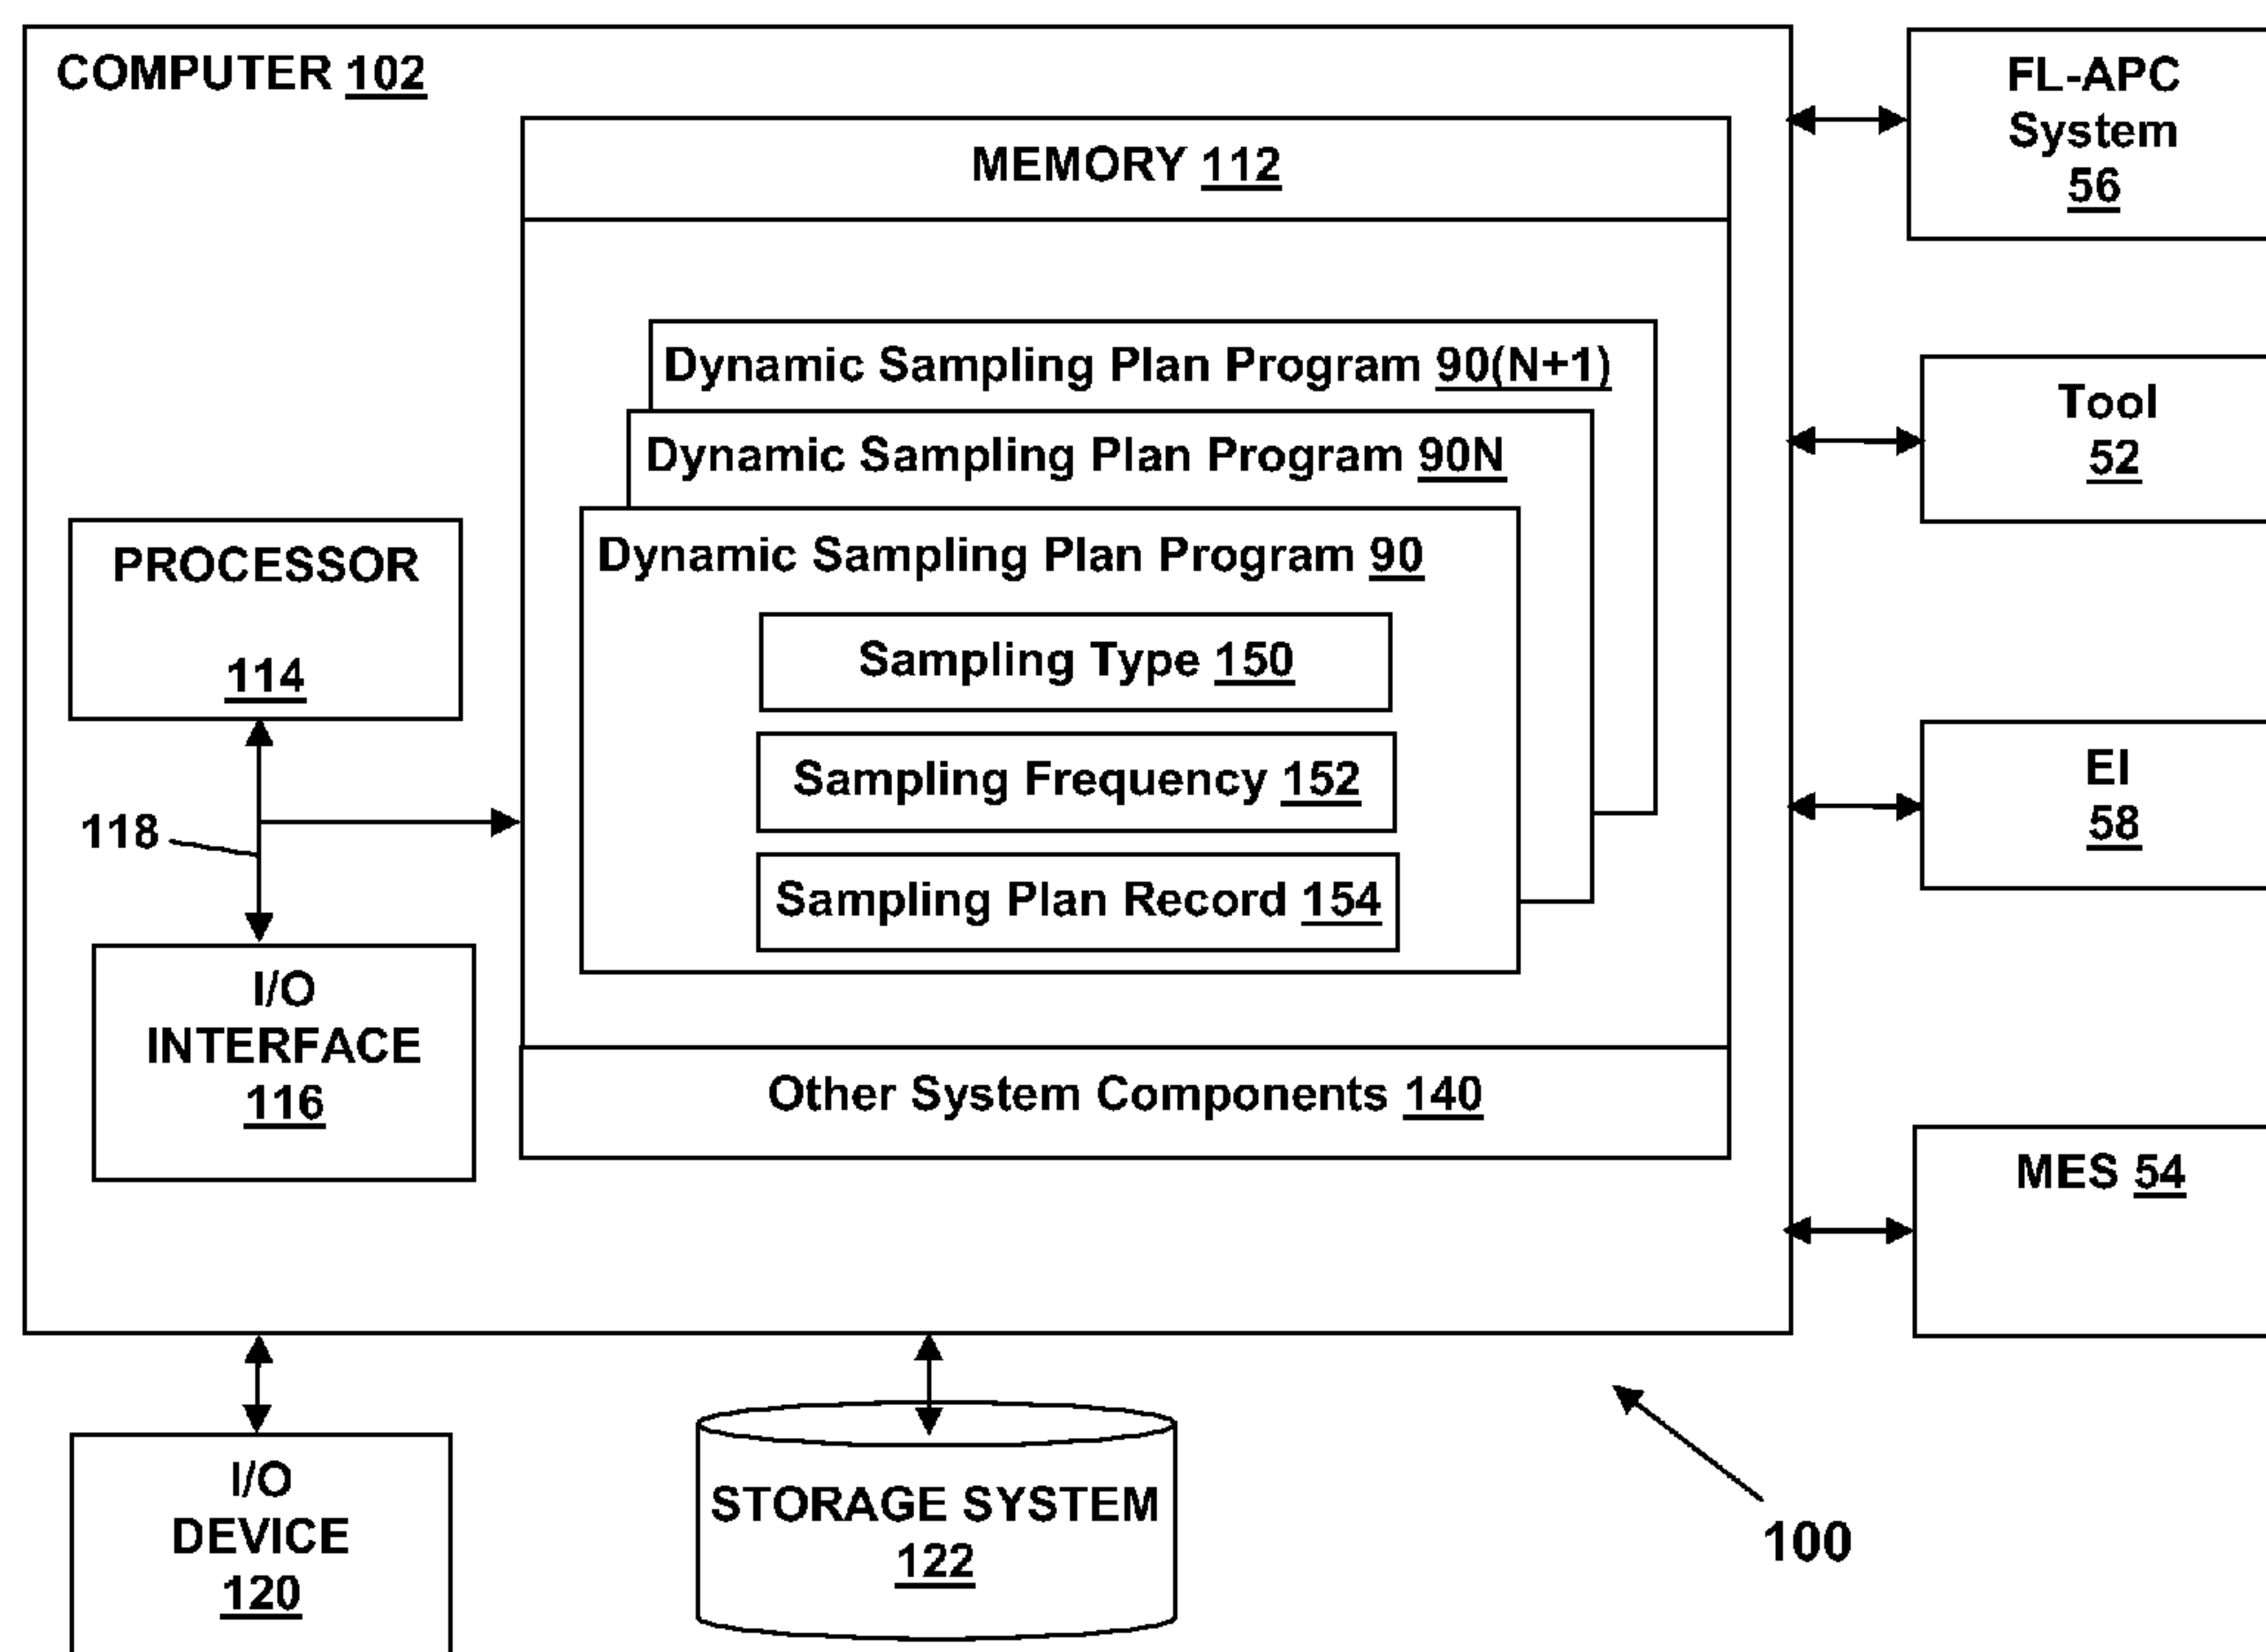 COMPUTER 102
MEMORY 112
Dynamic Sampling Plan Program 90(N+1)
Dynamic Sampling Plan Program 90N
Dynamic Sampling Plan Program 90
Sampling Type 150
Sampling Frequency 152
Sampling Plan Record 154
Other System Components 140
PROCESSOR
114
118
I/O
INTERFACE
116
FL-APC
System
56
Tool
52
EI
58
MES 54
I/O
DEVICE
120
STORAGE SYSTEM
122
100